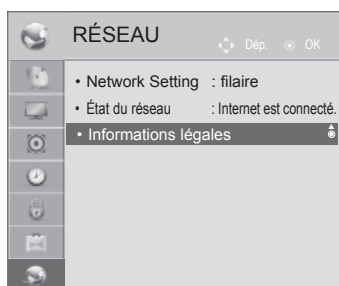 RÉSEAU
Dép. OK
• Network Setting : filaire
• État du réseau : Internet est connecté.
• Informations légales